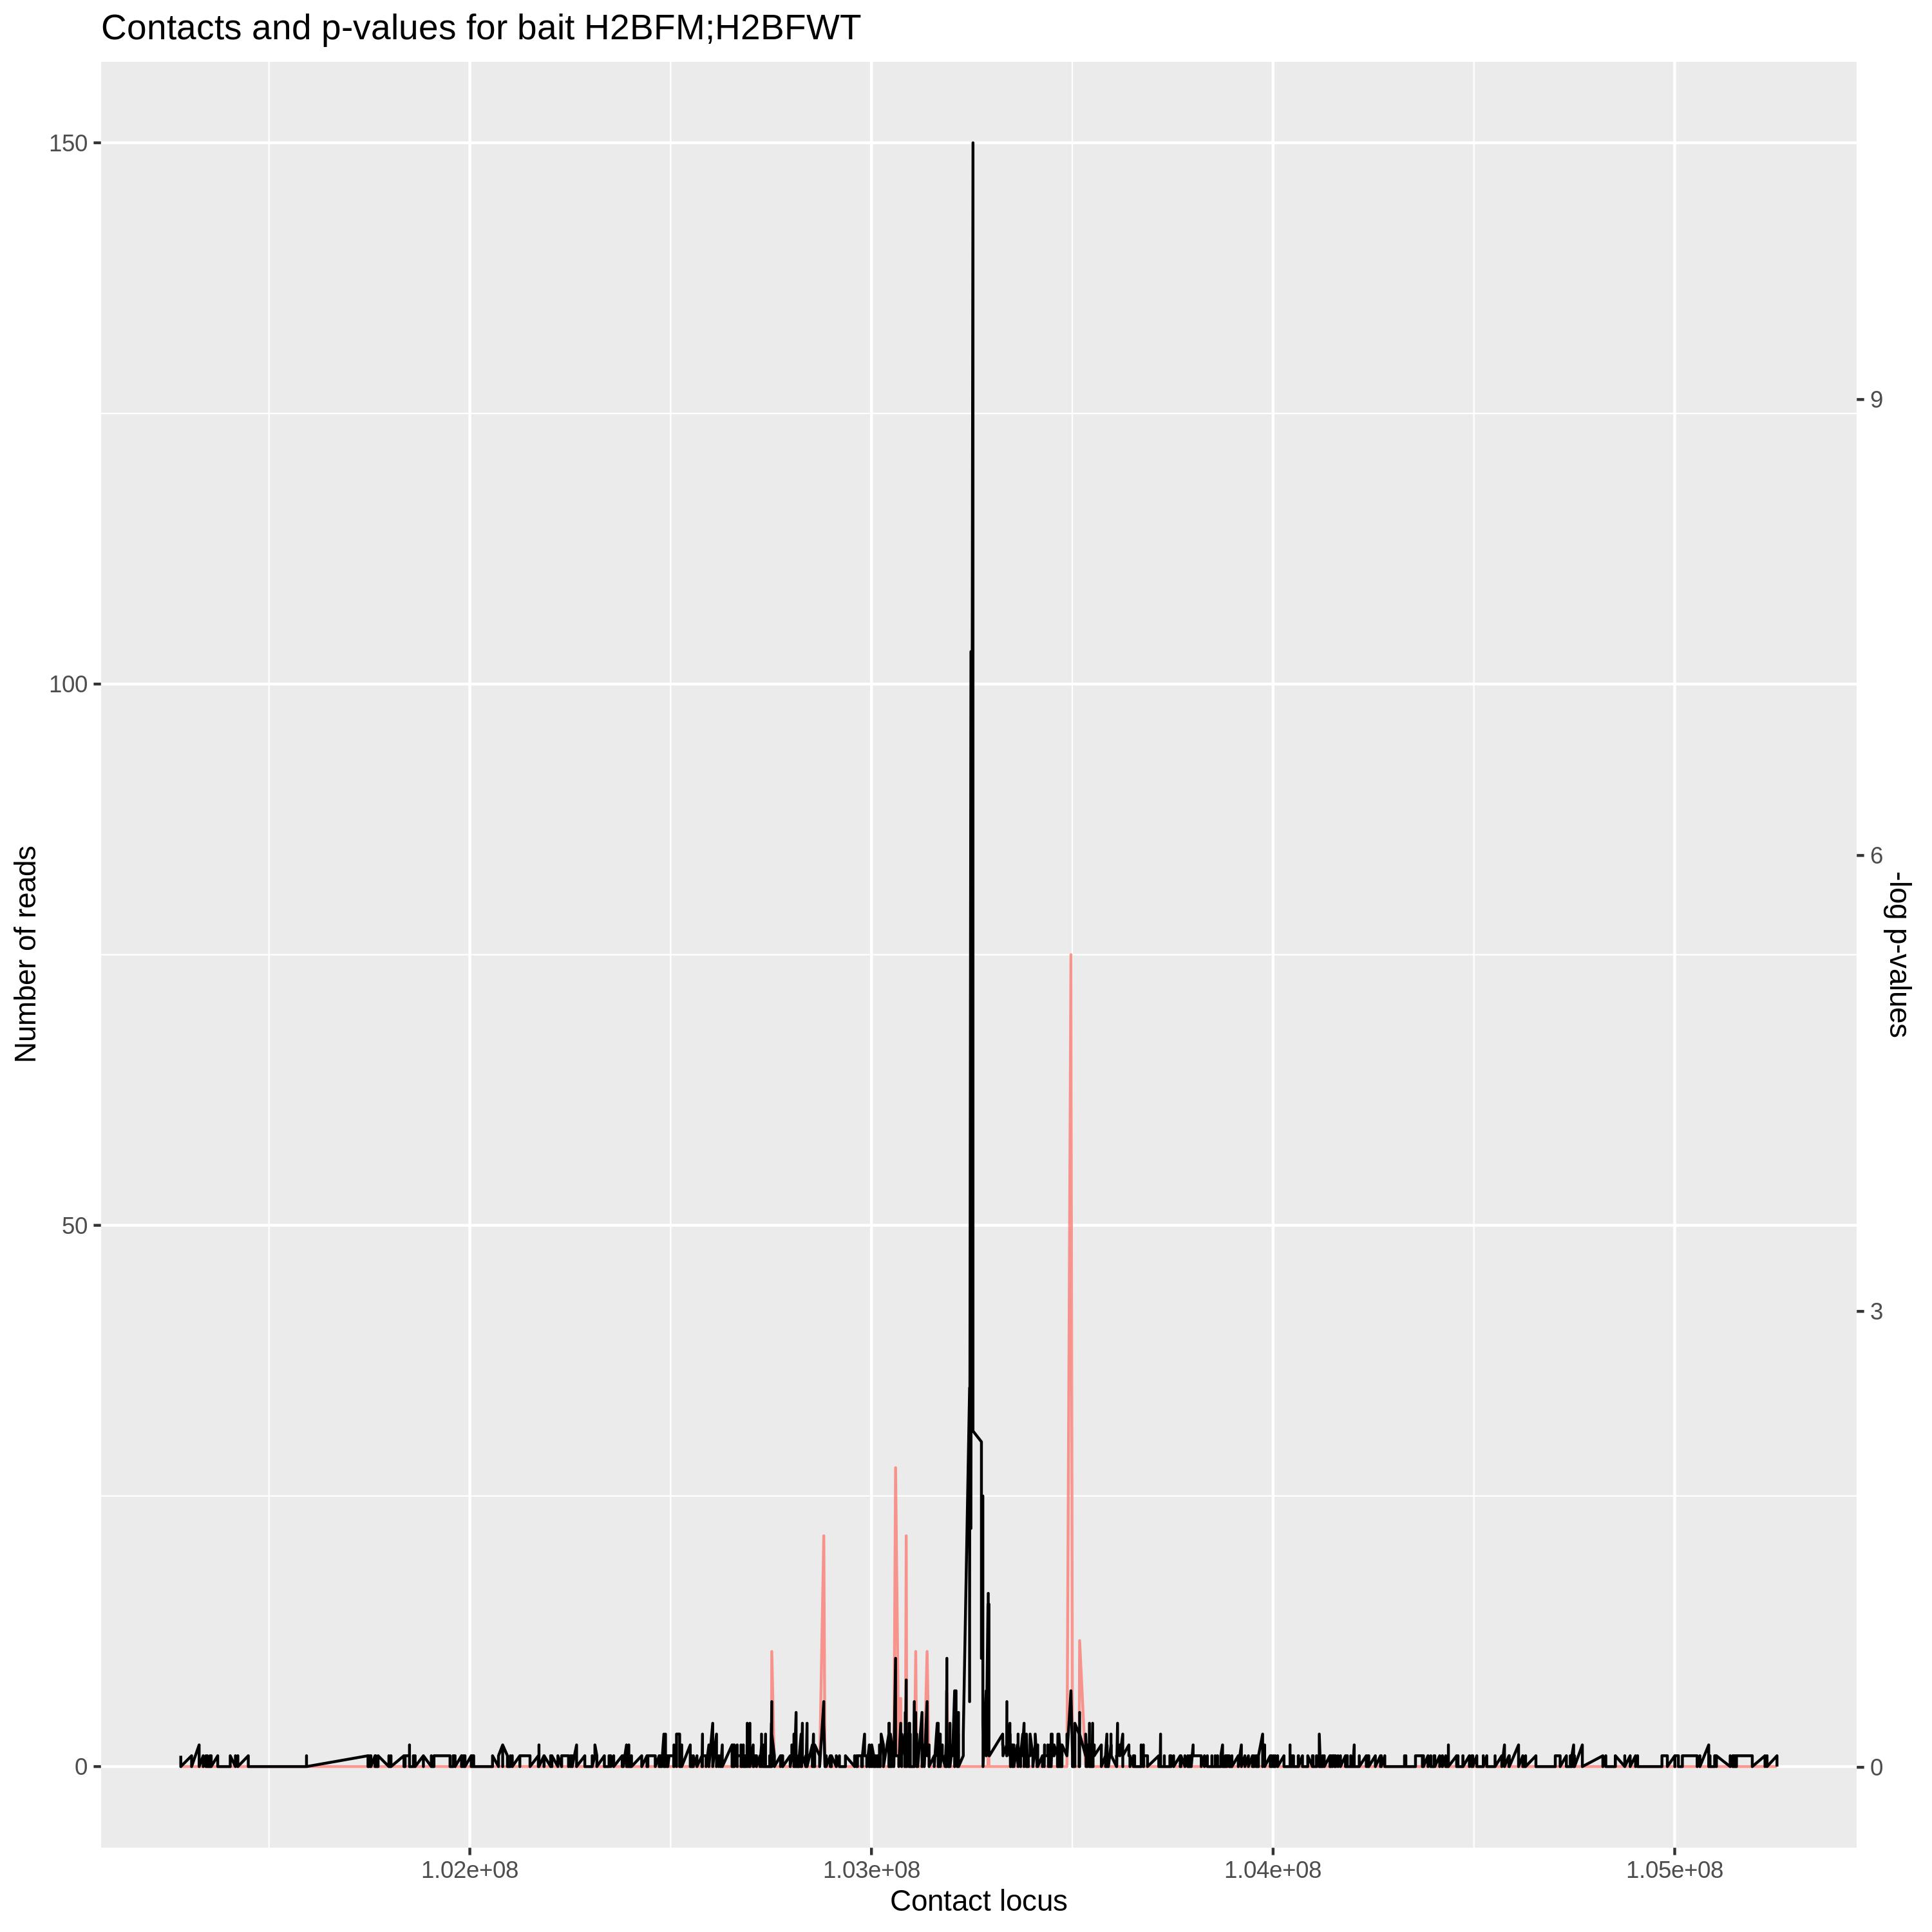 Contacts and p-values for bait H2BFM;H2BFWT
150
100
50
0
Number of reads
9
6
3
0
-log p-values
1.02e+08
1.03e+08
1.04e+08
1.05e+08
Contact locus